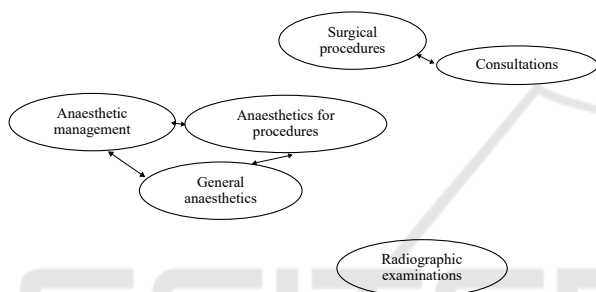 Surgical
procedures
Consultations
Anaesthetic
management
Anaesthetics for
procedures
General
anaesthetics
Radiographic
examinations